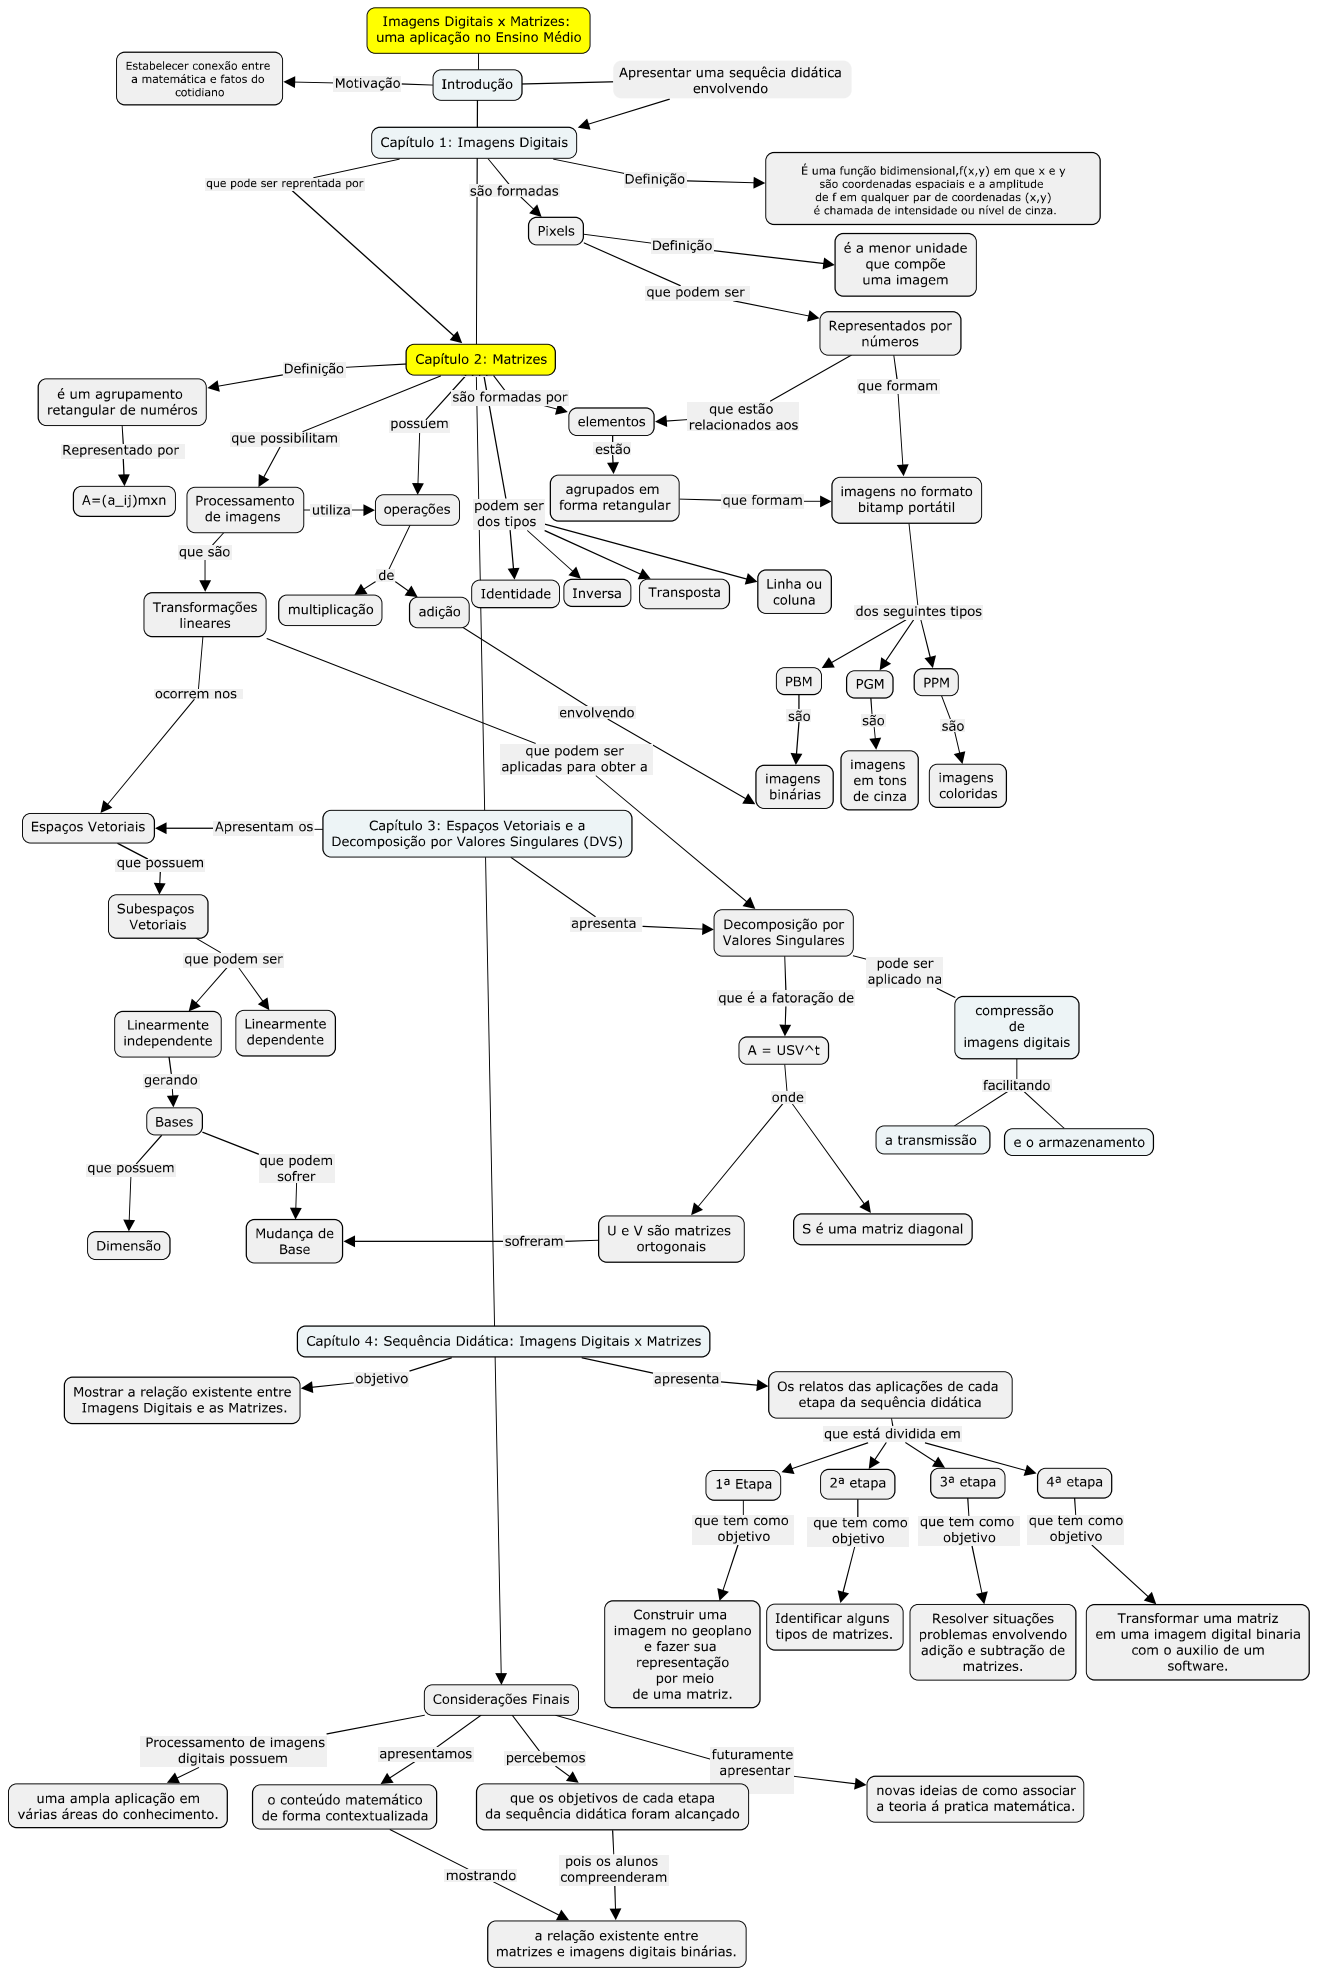 Imagens Digitais x Matrizes:
uma aplicação no Ensino Médio
Estabelecer conexão entre
a matemática e fatos do
cotidiano
Motivação
Introdução
Apresentar uma sequêcia didática
envolvendo
Capítulo 1: Imagens Digitais
que pode ser reprentada por
são formadas
Definição
É uma função bidimensional,f(x,y) em que x e y
são coordenadas espaciais e a amplitude
de f em qualquer par de coordenadas (x,y)
é chamada de intensidade ou nível de cinza.
Pixels
Definição
é a menor unidade
que compõe
uma imagem
que podem ser
Representados por
números
Capítulo 2: Matrizes
Definição
é um agrupamento
retangular de numéros
Representado por
A=(a_ij)mxn
que possibilitam
possuem
são formadas por
elementos
que estão
relacionados aos
que formam
estão
Processamento
de imagens
utiliza
operações
podem ser
dos tipos
agrupados em
forma retangular
que formam
imagens no formato
bitamp portátil
que são
Transformações
lineares
de
multiplicação
adição
Identidade
Inversa
Transposta
Linha ou
coluna
dos seguintes tipos
PBM
PGM
PPM
são
são
são
imagens
binárias
imagens
em tons
de cinza
imagens
coloridas
ocorrem nos
envolvendo
que podem ser
aplicadas para obter a
Espaços Vetoriais
Apresentam os
Capítulo 3: Espaços Vetoriais e a
Decomposição por Valores Singulares (DVS)
que possuem
Subespaços
Vetoriais
apresenta
Decomposição por
Valores Singulares
que podem ser
pode ser
aplicado na
Linearmente
independente
Linearmente
dependente
que é a fatoração de
compressão
de
imagens digitais
A = USV^t
gerando
facilitando
Bases
onde
a transmissão
e o armazenamento
que possuem
que podem
sofrer
Dimensão
Mudança de
Base
sofreram
U e V são matrizes
ortogonais
S é uma matriz diagonal
Capítulo 4: Sequência Didática: Imagens Digitais x Matrizes
objetivo
Mostrar a relação existente entre
Imagens Digitais e as Matrizes.
apresenta
Os relatos das aplicações de cada
etapa da sequência didática
que está dividida em
1ª Etapa
2ª etapa
3ª etapa
4ª etapa
que tem como
objetivo
que tem como
objetivo
que tem como
objetivo
que tem como
objetivo
Construir uma
imagem no geoplano
e fazer sua
representação
por meio
de uma matriz.
Identificar alguns
tipos de matrizes.
Resolver situações
problemas envolvendo
adição e subtração de
matrizes.
Transformar uma matriz
em uma imagem digital binaria
com o auxilio de um
software.
Considerações Finais
Processamento de imagens
digitais possuem
apresentamos
percebemos
futuramente
apresentar
uma ampla aplicação em
várias áreas do conhecimento.
o conteúdo matemático
de forma contextualizada
que os objetivos de cada etapa
da sequência didática foram alcançado
novas ideias de como associar
a teoria á pratica matemática.
mostrando
pois os alunos
compreenderam
a relação existente entre
matrizes e imagens digitais binárias.